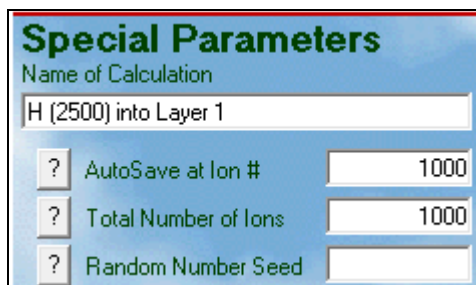 Special Parameters
Name of Calculation
H (2500) into Layer 1
? AutoSave at Ion # 1000
? Total Number of Ions 1000
? Random Number Seed